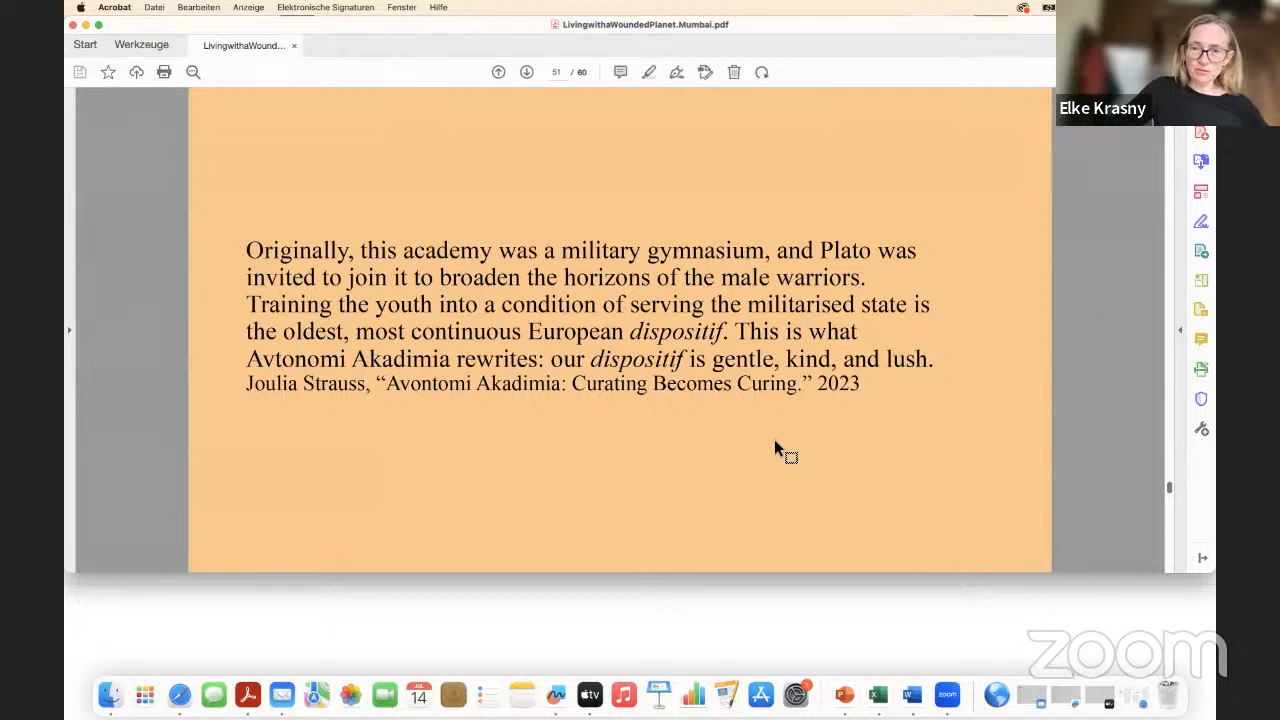 Acrobat Datei Bearbeiten Anzeige Elektronische Signaturen Fenster Hilfe
LivingwithaWoundedPlanet.Mumbai.pdf
Start Werkzeuge LivingwithaWound... ×
51 / 60
Elke Krasny
Originally, this academy was a military gymnasium, and Plato was
invited to join it to broaden the horizons of the male warriors.
Training the youth into a condition of serving the militarised state is
the oldest, most continuous European dispositif. This is what
Avtonomi Akadimia rewrites: our dispositif is gentle, kind, and lush.
Joulia Strauss, “Avontomi Akadimia: Curating Becomes Curing.” 2023
zoom
JUL
14
tv
zoom